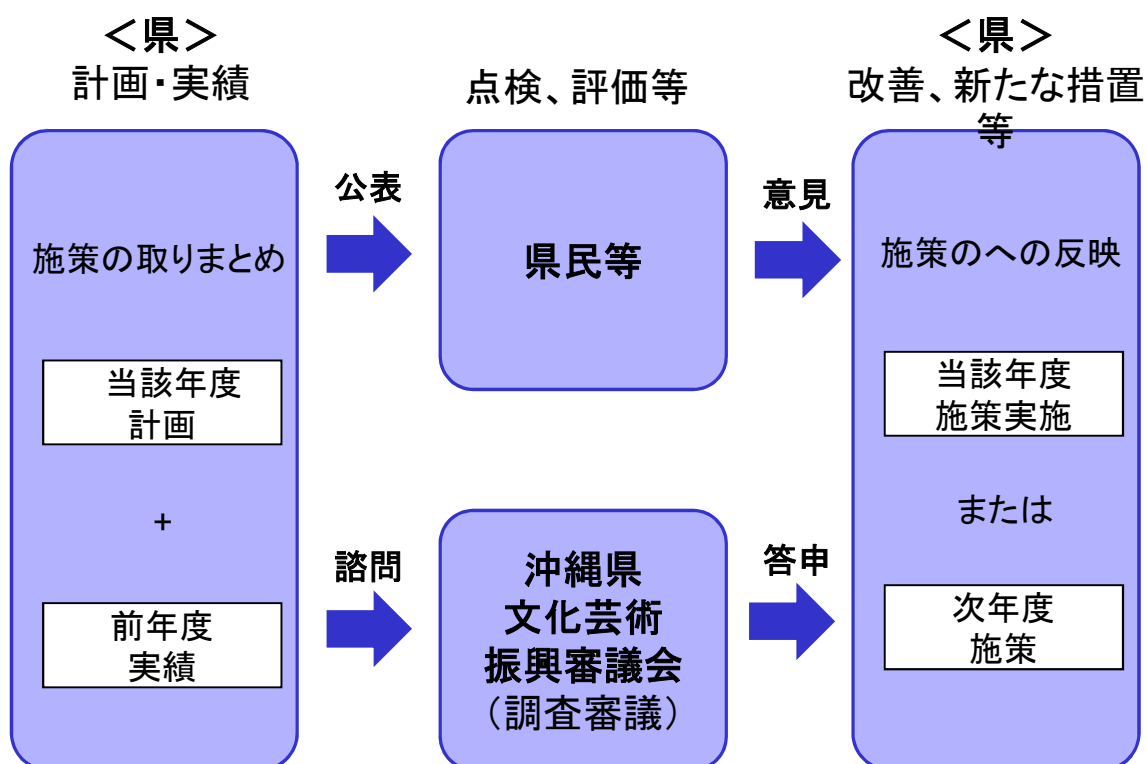 ＜県＞
計画・実績
施策の取りまとめ
当該年度
計画
+
前年度
実績
公表
諮問
点検、評価等
県民等
沖縄県
文化芸術
振興審議会
（調査審議）
意見
答申
＜県＞
改善、新たな措置
等
施策のへの反映
当該年度
施策実施
または
次年度
施策